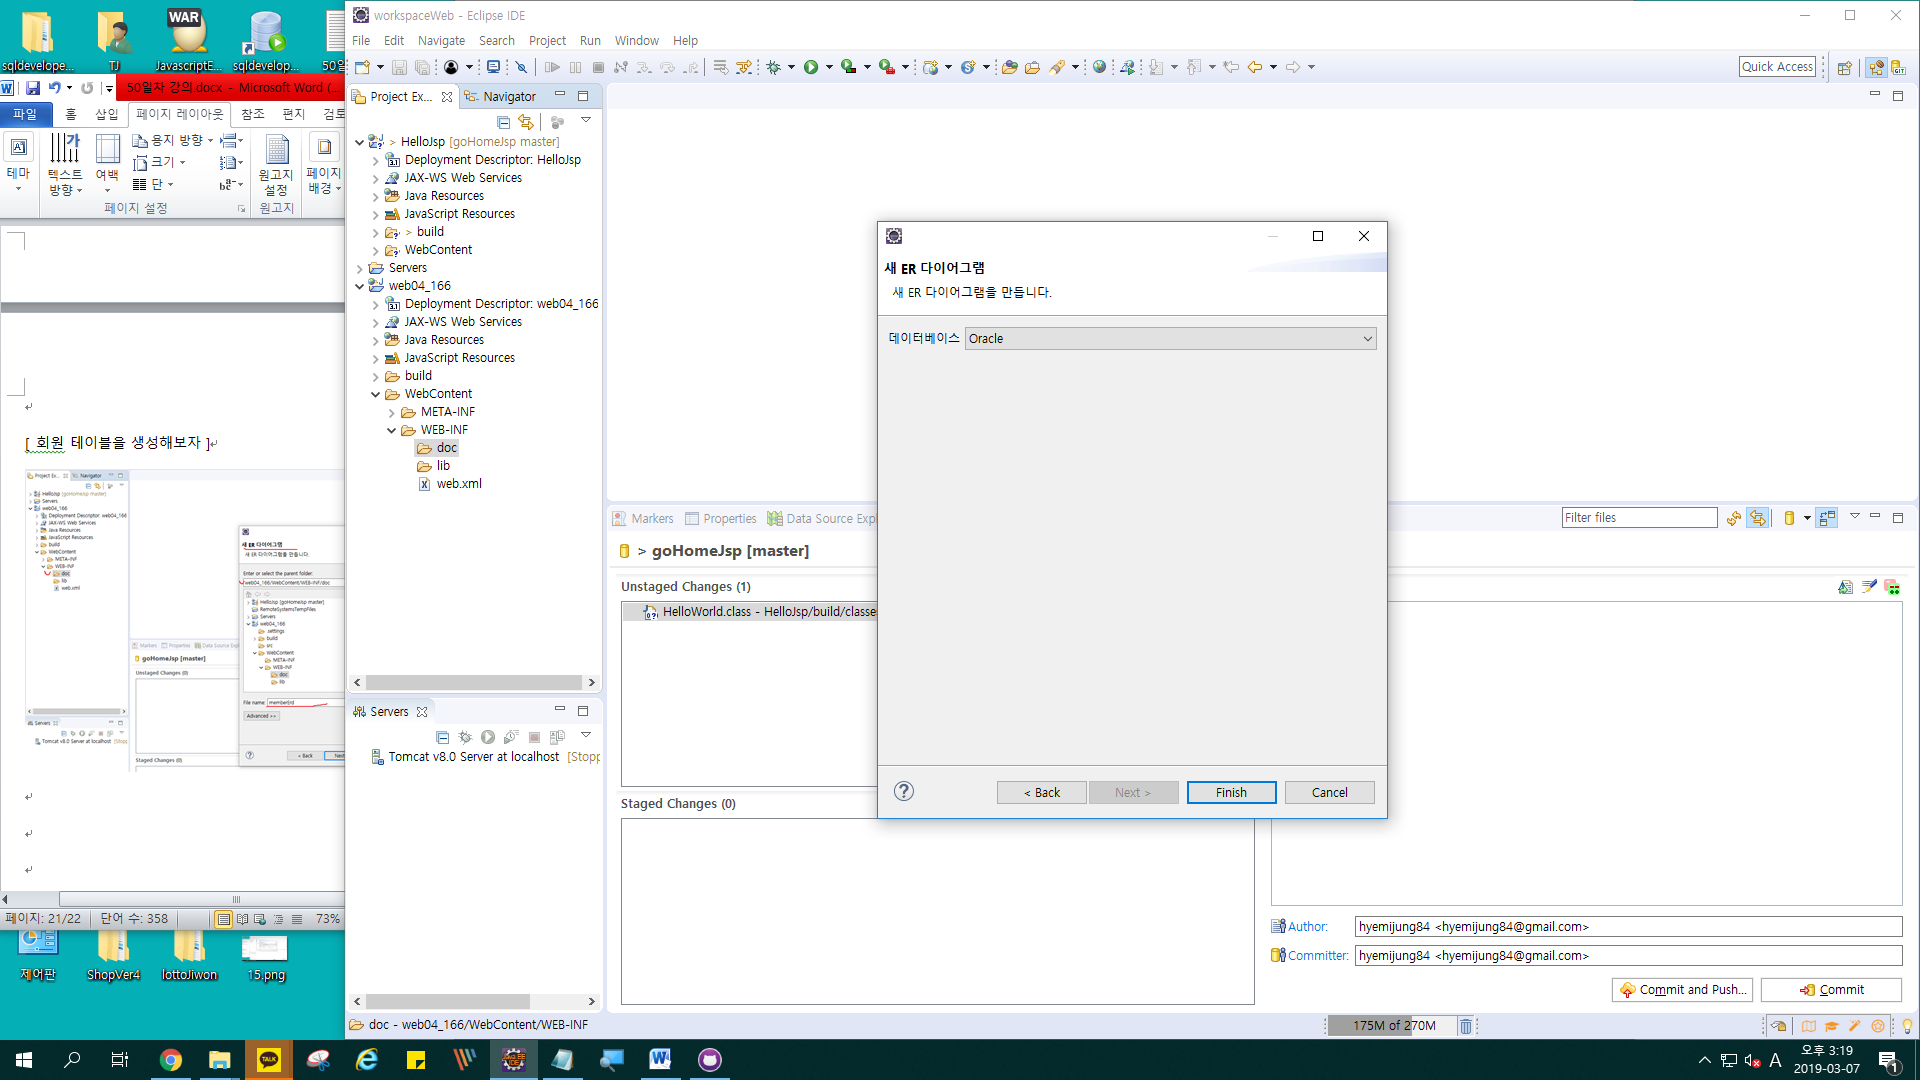 sqldevelope...
TJ
WAR
JavascriptE...
sqldevelop...
50일차 강의.docx - Microsoft Word (...
파일
홈
삽입
페이지 레이아웃
참조
편지
검토
테마
텍스트 방향
여백
용지 방향
크기
단
원고지 설정
페이지 배경
페이지 설정
원고지
[ 회원 테이블을 생성해보자 ]
페이지: 21/22
단어 수: 358
73%
제어판
ShopVer4
lottoJiwon
15.png
workspaceWeb - Eclipse IDE
File Edit Navigate Search Project Run Window Help
Quick Access
Project Ex...
Navigator
> HelloJsp [goHomeJsp master]
Deployment Descriptor: HelloJsp
JAX-WS Web Services
Java Resources
JavaScript Resources
> build
WebContent
Servers
web04_166
Deployment Descriptor: web04_166
JAX-WS Web Services
Java Resources
JavaScript Resources
build
WebContent
META-INF
WEB-INF
doc
lib
web.xml
Servers
Tomcat v8.0 Server at localhost [Stopp
새 ER 다이어그램
새 ER 다이어그램을 만듭니다.
데이터베이스
Oracle
< Back
Next >
Finish
Cancel
Markers
Properties
Data Source Expl
Filter files
> goHomeJsp [master]
Unstaged Changes (1)
HelloWorld.class - HelloJsp/build/classes
Staged Changes (0)
Author:
hyemijung84 <hyemijung84@gmail.com>
Committer:
hyemijung84 <hyemijung84@gmail.com>
Commit and Push...
Commit
doc - web04_166/WebContent/WEB-INF
175M of 270M
TALK
A
오후 3:19
2019-03-07
1